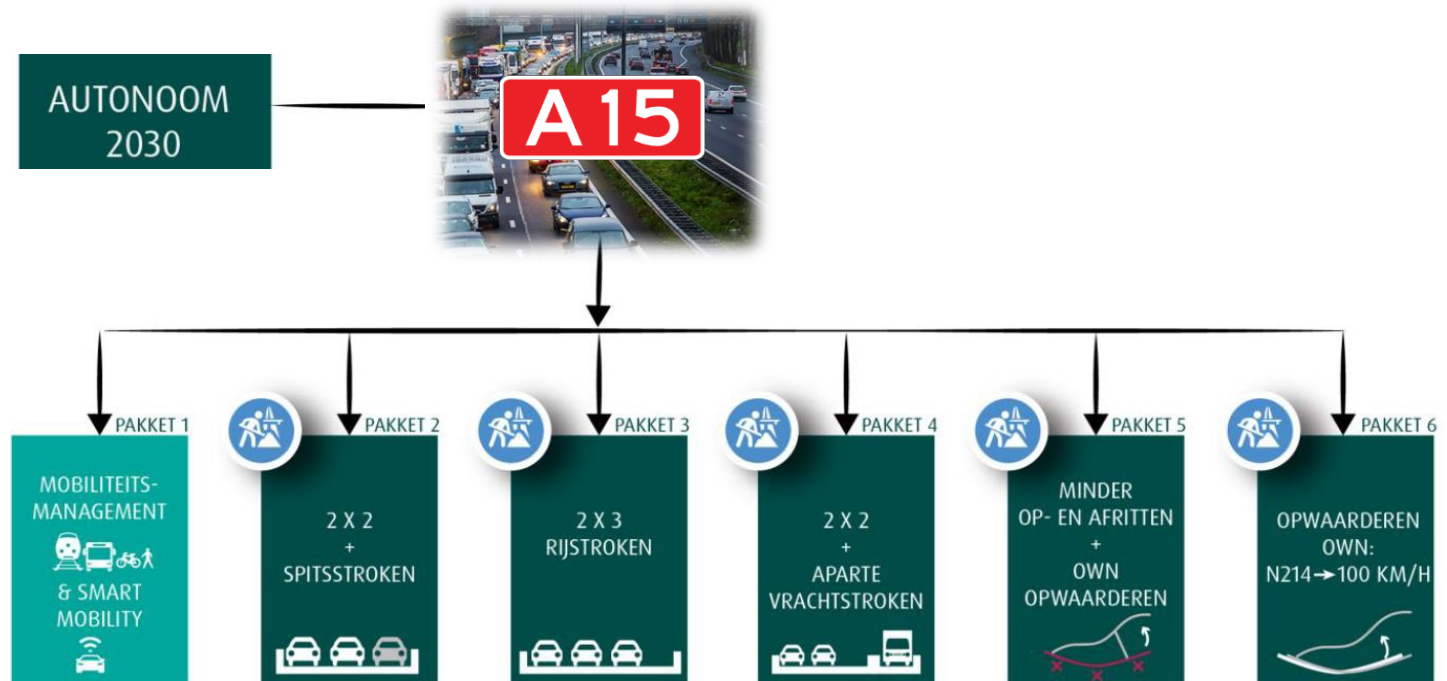 AUTONOOM
2030
A 15
PAKKET 1
MOBILITEITS-
MANAGEMENT
& SMART
MOBILITY
PAKKET 2
2 X 2
+
SPITSSTROKEN
PAKKET 3
2 X 3
RIJSTROKEN
PAKKET 4
2 X 2
+
APARTE
VRACHTSTROKEN
PAKKET 5
MINDER
OP- EN AFRITTEN
+
OWN
OPWAARDEREN
PAKKET 6
OPWAARDEREN
OWN:
N214→100 KM/H